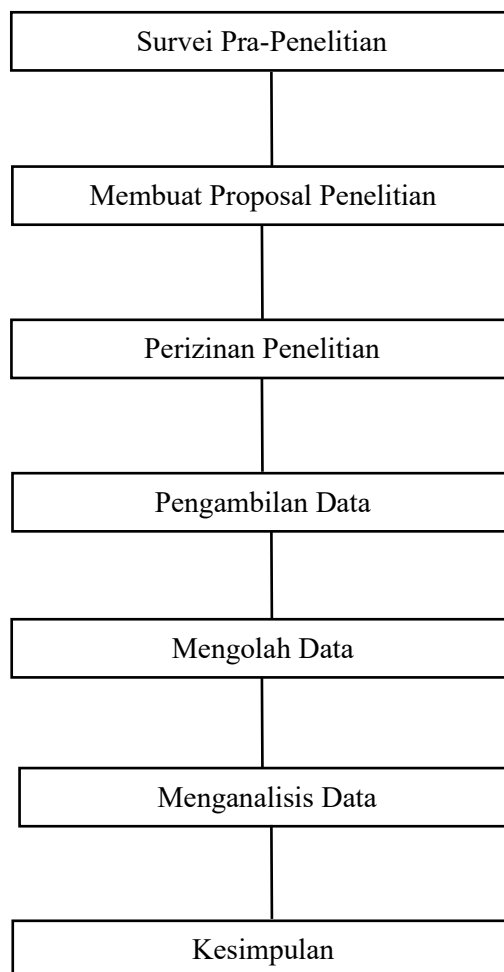 Survei Pra-Penelitian
Membuat Proposal Penelitian
Perizinan Penelitian
Pengambilan Data
Mengolah Data
Menganalisis Data
Kesimpulan